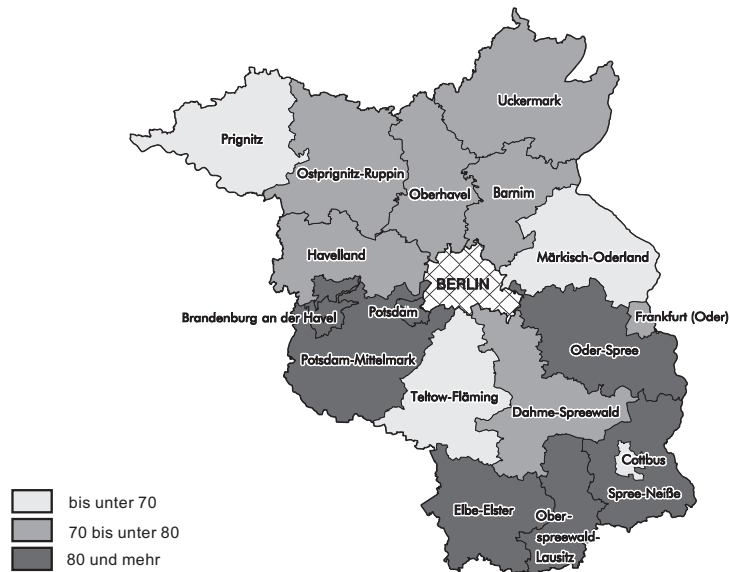 Uckermark
Prignitz
Ostprignitz-Ruppin
Oberhavel
Barnim
Havelland
Märkisch-Oderland
BERLIN
Brandenburg an der Havel
Potsdam
Frankfurt (Oder)
Potsdam-Mittelmark
Oder-Spree
Teltow-Fläming
Dahme-Spreewald
Cottbus
Spree-Neiße
Elbe-Elster
Ober-
spreewald-
Lausitz
bis unter 70
70 bis unter 80
80 und mehr